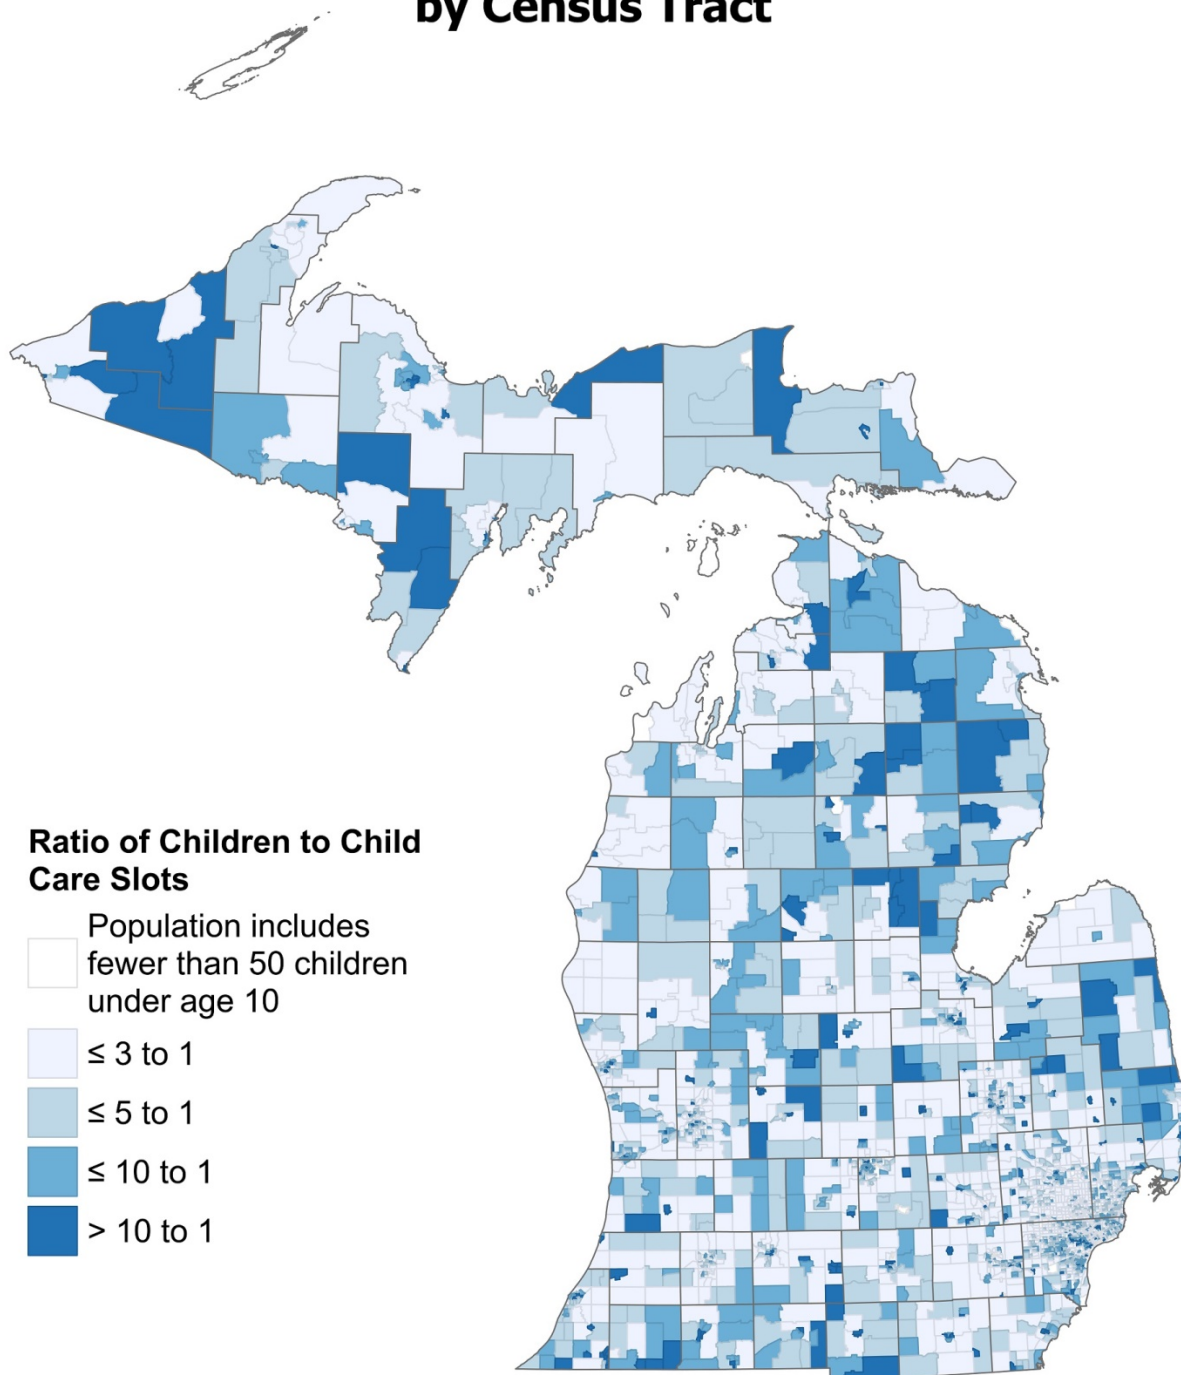 by Census Tract
Ratio of Children to Child
Care Slots
Population includes
fewer than 50 children
under age 10
≤ 3 to 1
≤ 5 to 1
≤ 10 to 1
> 10 to 1